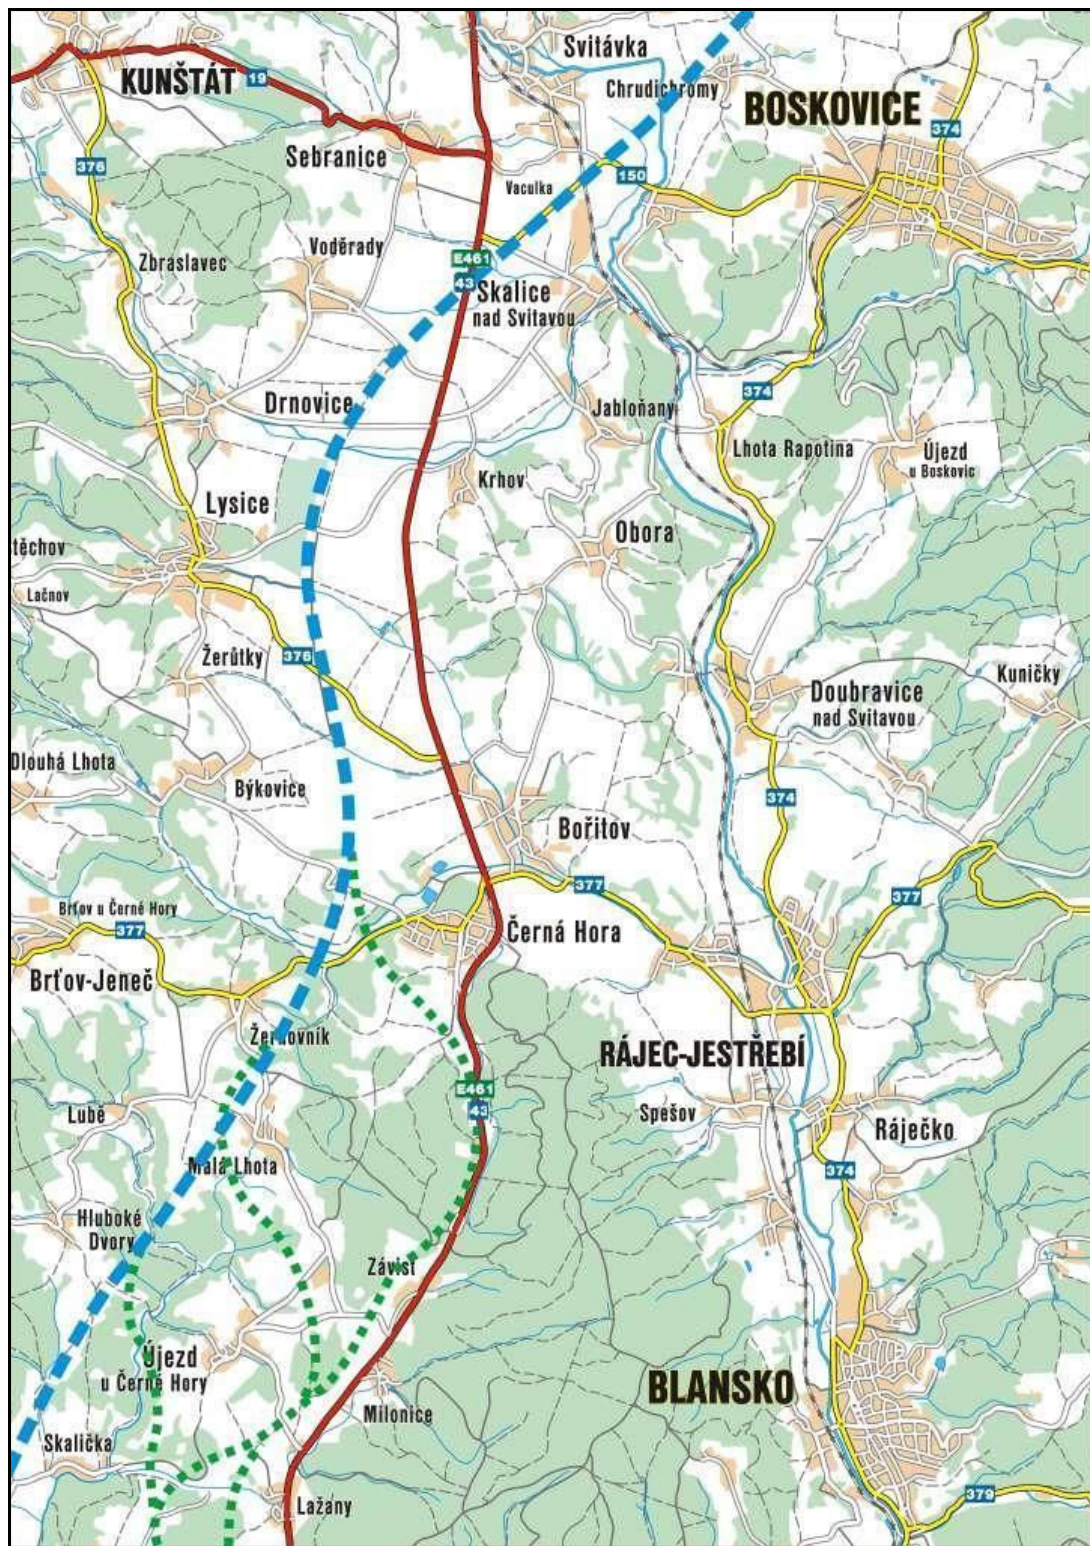 Svitávka
KUNŠTÁT
19
Chrudichromy
BOSKOVICE
374
Sebranice
376
150
Vaculka
Voděrady
Zbraslavec
E461
43
Skalice
nad Svitavou
374
Drnovice
Jabloňany
Lhota Rapotina
Újezd
u Boskovic
Krhov
Lysice
Obora
těchov
Lačnov
Žerůtky
376
Kuničky
Doubravice
nad Svitavou
Dlouhá Lhota
Býkovice
374
Bořitov
377
377
Brťov u Černé Hory
377
Černá Hora
Brťov-Jeneč
Žernovník
RÁJEC-JESTŘEBÍ
E461
43
Lubě
Spešov
Ráječko
Malá Lhota
374
Hluboké
Dvory
Závist
Újezd
u Černé Hory
BLANSKO
Milonice
Skalička
Lažany
379